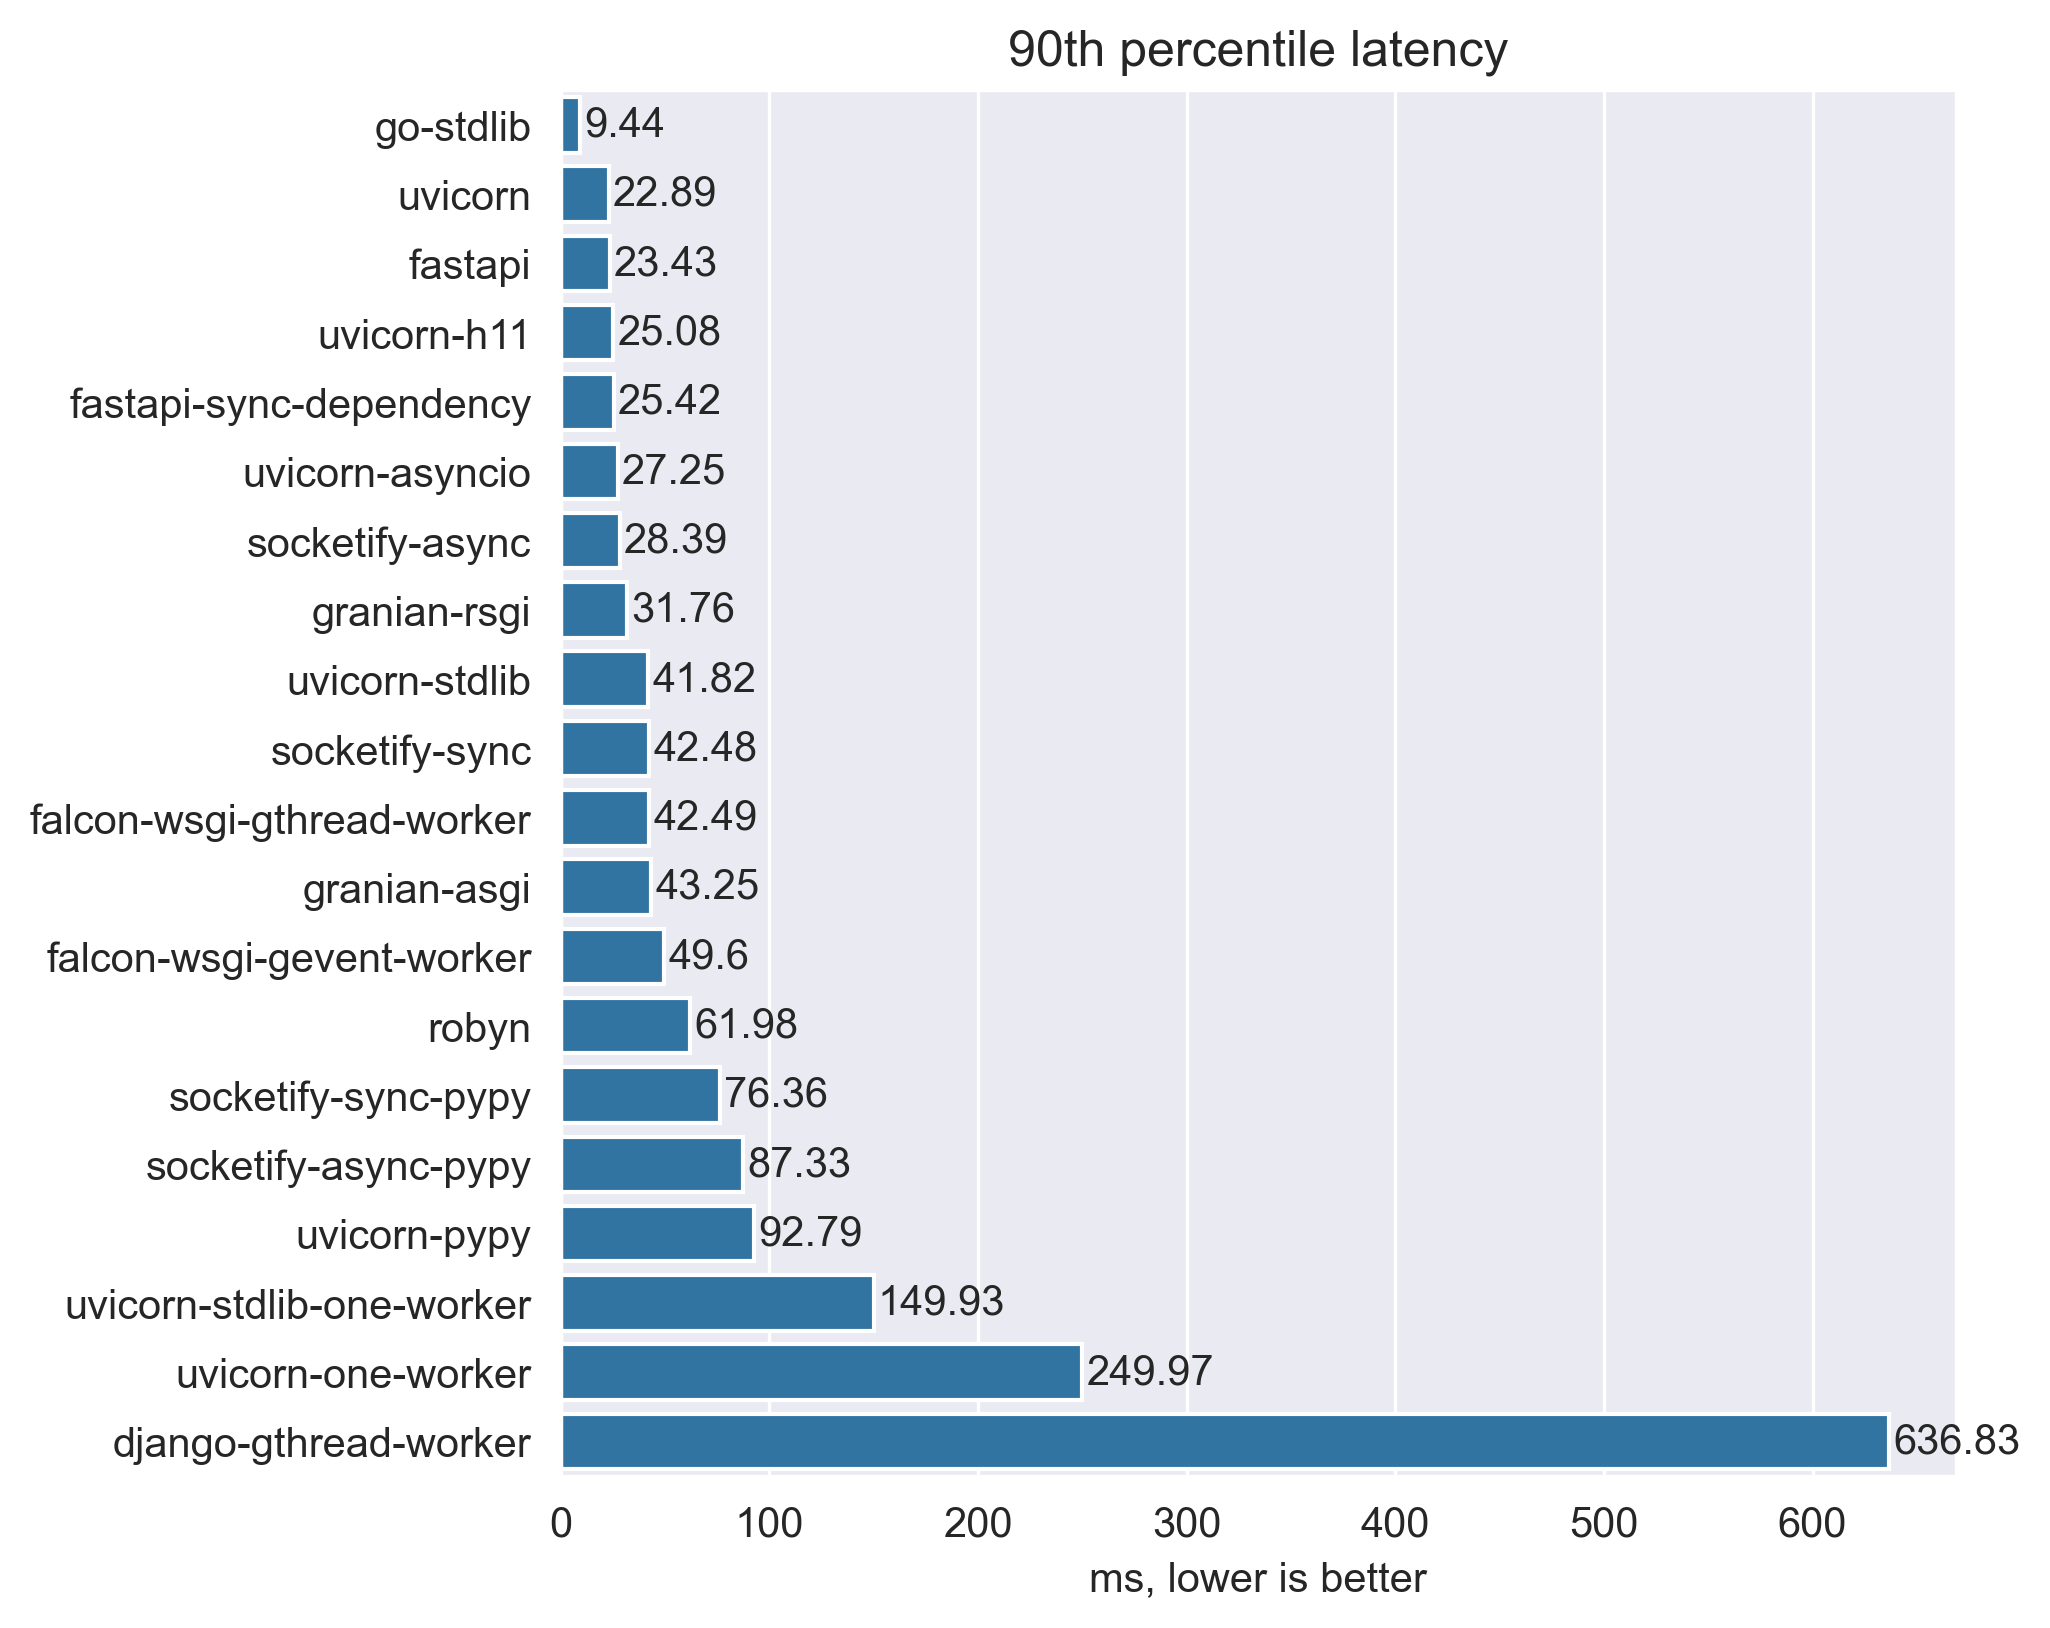 90th percentile latency
go-stdlib 9.44
uvicorn 22.89
fastapi 23.43
uvicorn-h11 25.08
fastapi-sync-dependency 25.42
uvicorn-asyncio 27.25
socketify-async 28.39
granian-rsgi 31.76
uvicorn-stdlib 41.82
socketify-sync 42.48
falcon-wsgi-gthread-worker 42.49
granian-asgi 43.25
falcon-wsgi-gevent-worker 49.6
robyn 61.98
socketify-sync-pypy 76.36
socketify-async-pypy 87.33
uvicorn-pypy 92.79
uvicorn-stdlib-one-worker 149.93
uvicorn-one-worker 249.97
django-gthread-worker 636.83
0 100 200 300 400 500 600
ms, lower is better